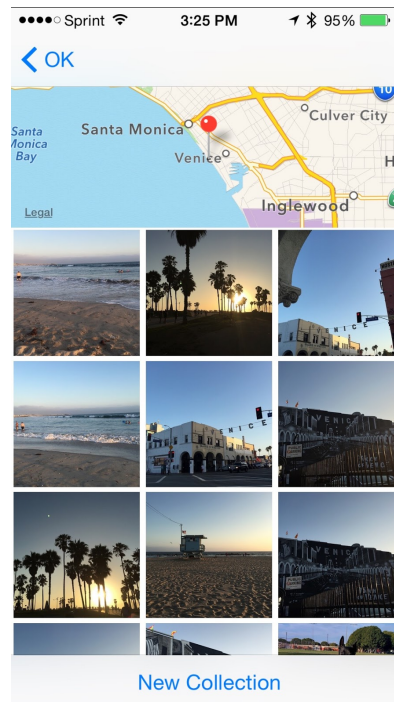 Sprint 3:25 PM 95%
OK
10
Culver City
Santa Monica
Santa
Monica
Bay
Venice
H
Inglewood
Legal
VENICE
VENICE
VENICE
VENICE
New Collection